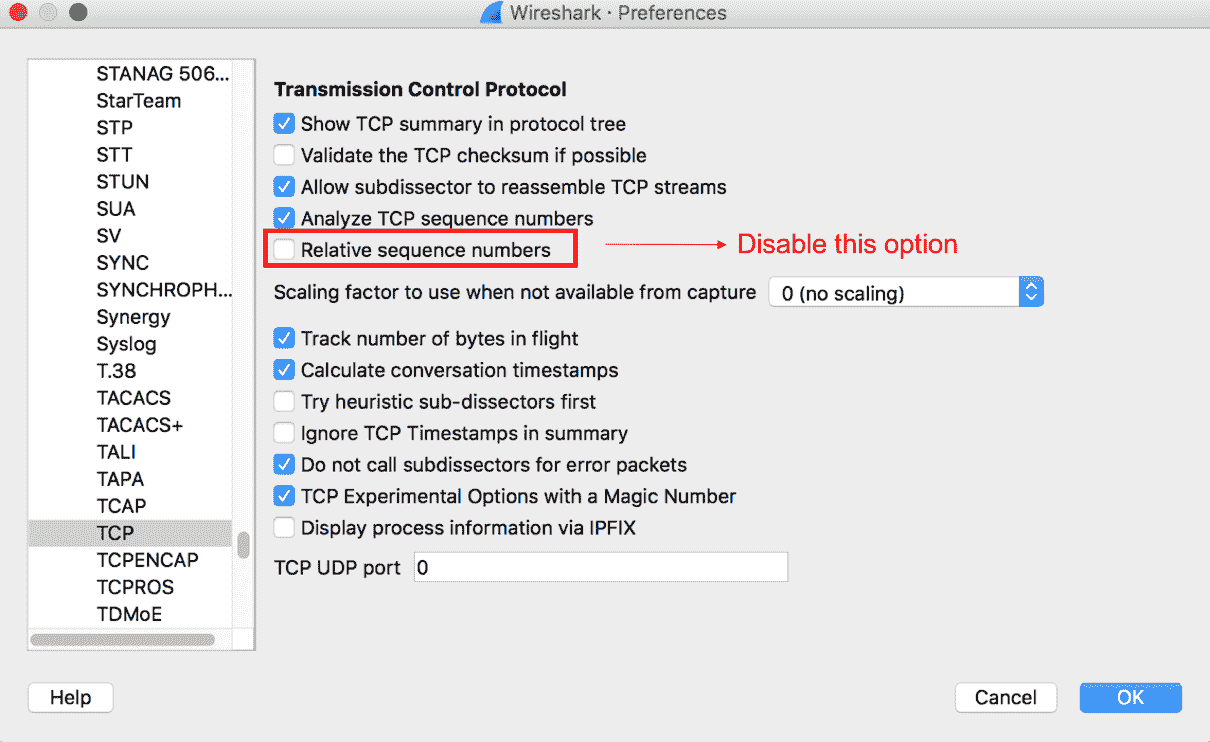 Wireshark · Preferences
STANAG 506...
StarTeam
STP
STT
STUN
SUA
SV
SYNC
SYNCHROPH...
Synergy
Syslog
T.38
TACACS
TACACS+
TALI
TAPA
TCAP
TCP
TCPENCAP
TCPROS
TDMoE
Transmission Control Protocol
Show TCP summary in protocol tree
Validate the TCP checksum if possible
Allow subdissector to reassemble TCP streams
Analyze TCP sequence numbers
Relative sequence numbers
Disable this option
Scaling factor to use when not available from capture
0 (no scaling)
Track number of bytes in flight
Calculate conversation timestamps
Try heuristic sub-dissectors first
Ignore TCP Timestamps in summary
Do not call subdissectors for error packets
TCP Experimental Options with a Magic Number
Display process information via IPFIX
TCP UDP port
0
Help
Cancel
OK